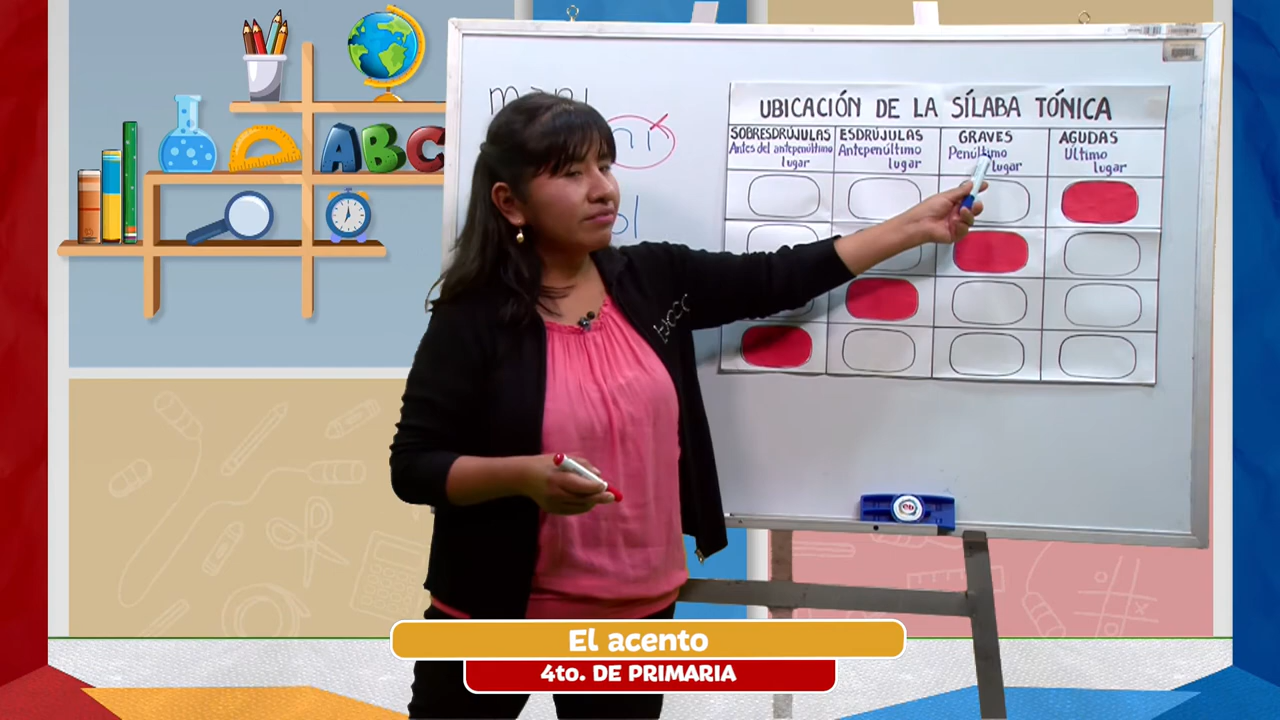 ABC
UBICACIÓN DE LA SÍLABA TÓNICA
SOBRESDRÚJULAS
Antes del antepenúltimo
lugar
ESDRÚJULAS
Antepenúltimo
lugar
GRAVES
Penúltimo
lugar
AGUDAS
Último
lugar
El acento
4to. DE PRIMARIA